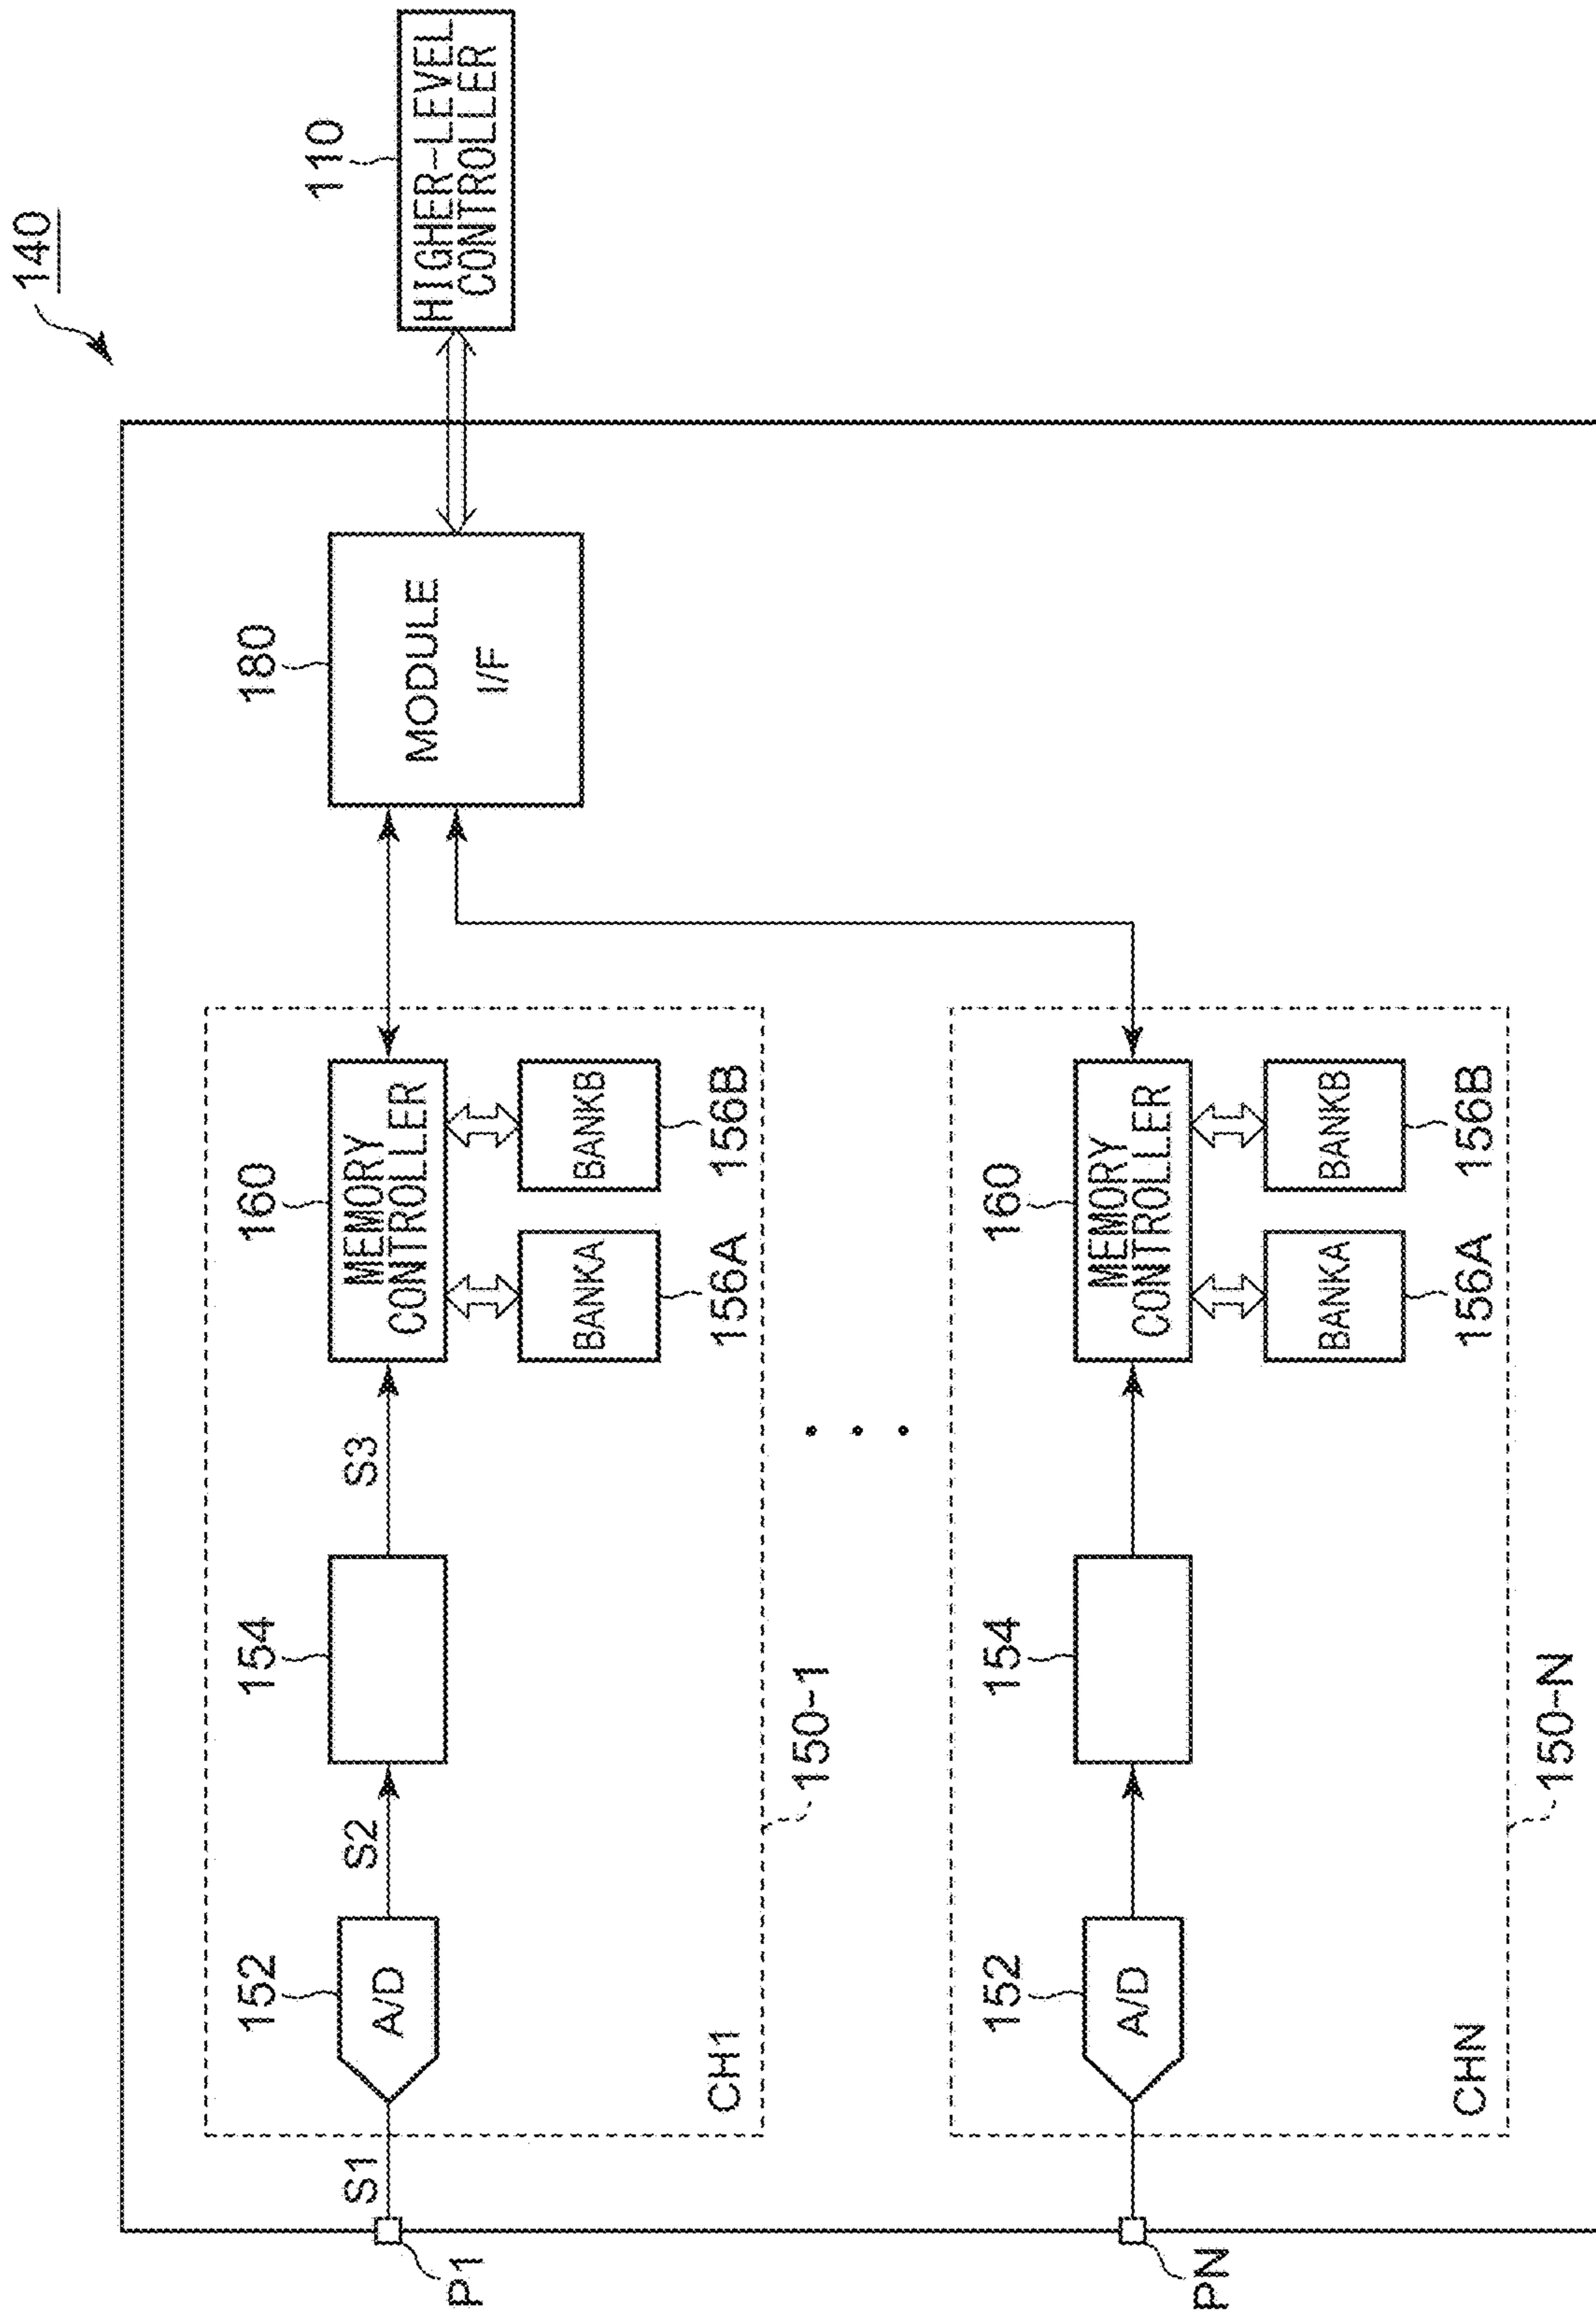 140
110
HIGHER-LEVEL
CONTROLLER
180
MODULE
I/F
160
MEMORY
CONTROLLER
BANKA
BANKB
156A
156B
S3
154
S2
152
A/D
S1
P1
CH1
150-1
160
MEMORY
CONTROLLER
BANKA
BANKB
156A
156B
154
152
A/D
PN
CHN
150-N